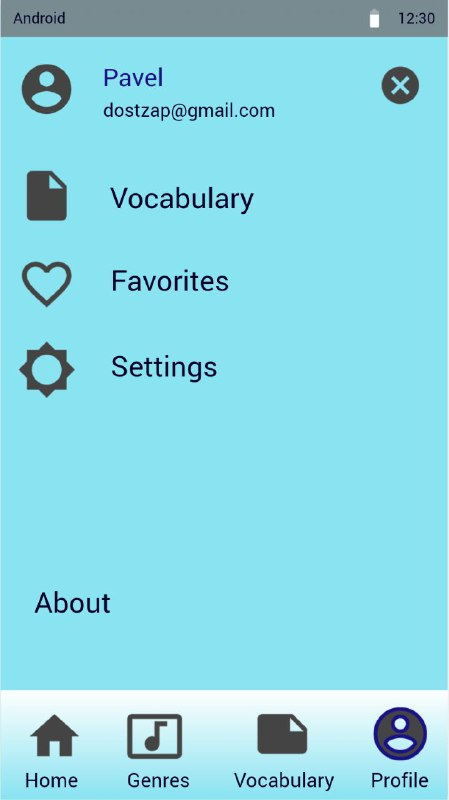 Android 12:30
Pavel
dostzap@gmail.com
Vocabulary
Favorites
Settings
About
Home Genres Vocabulary Profile